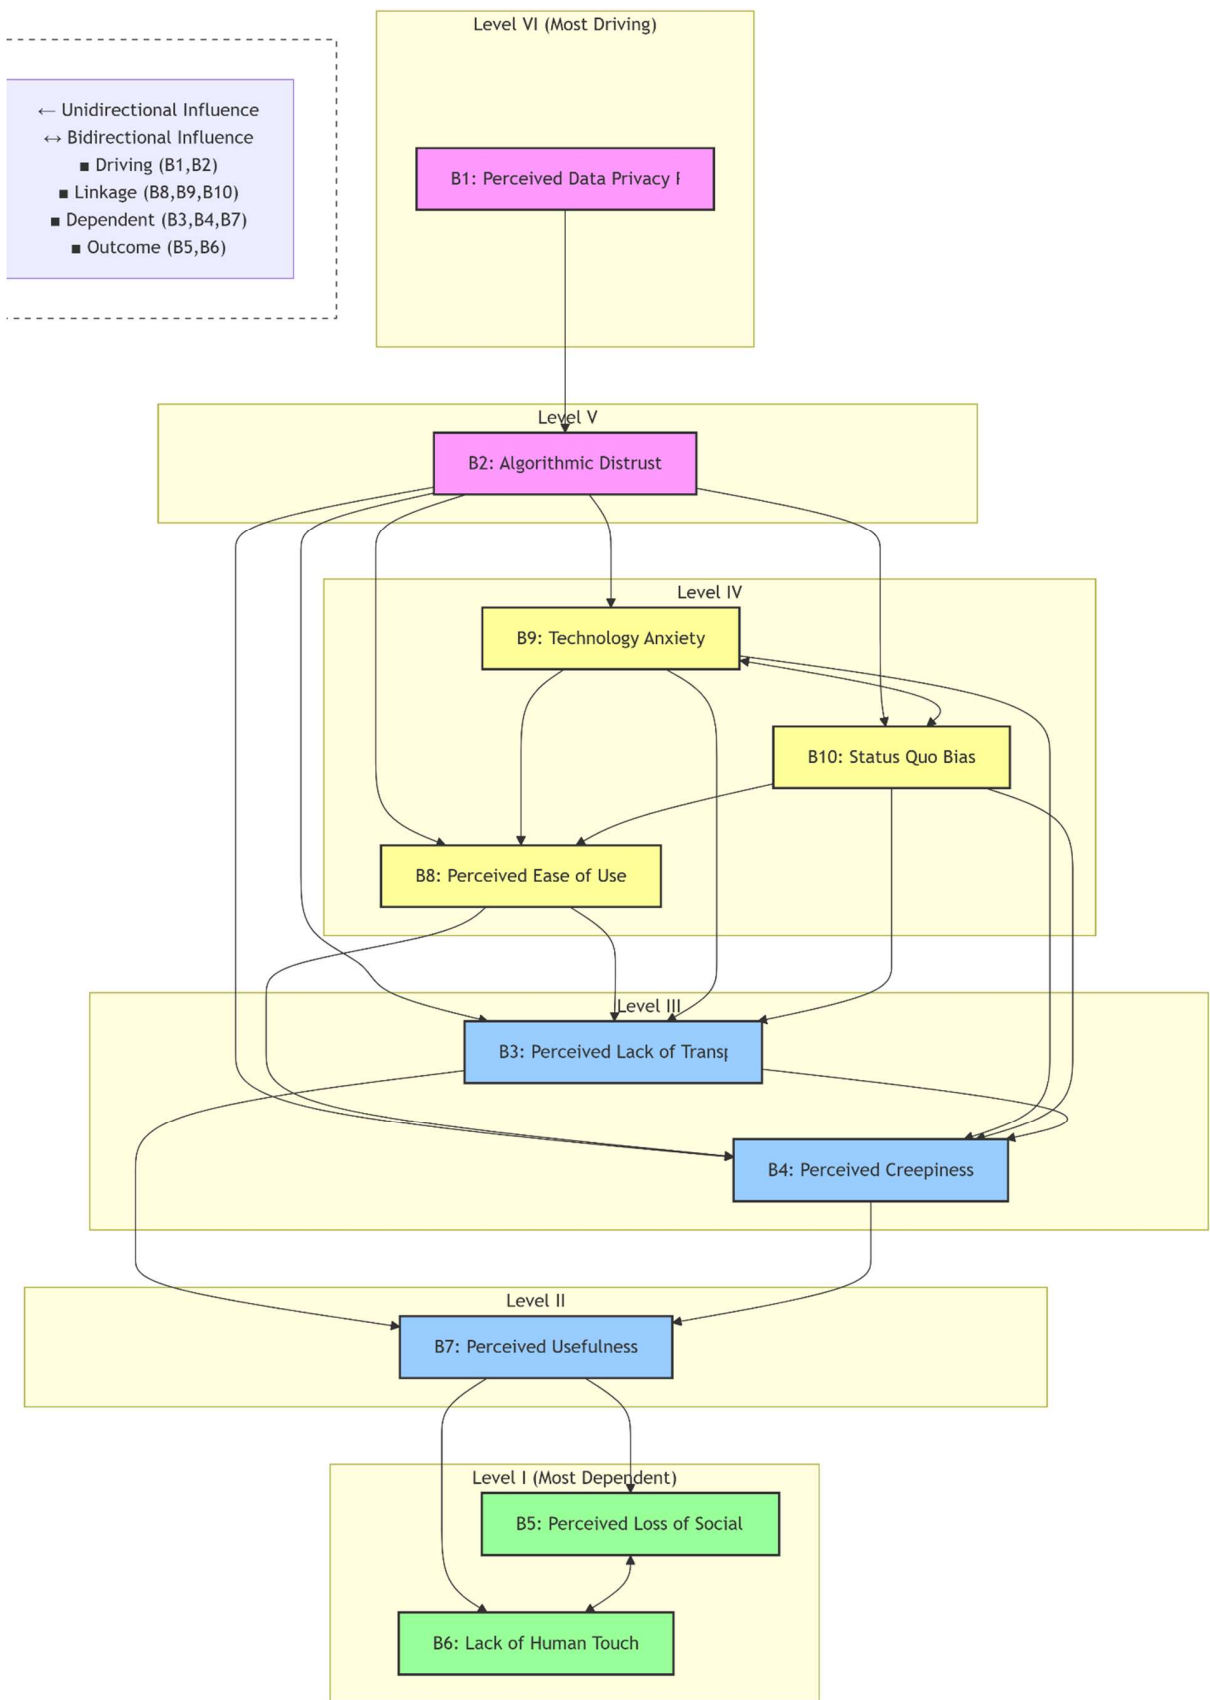 Level VI (Most Driving)
← Unidirectional Influence
↔ Bidirectional Influence
■ Driving (B1,B2)
■ Linkage (B8,B9,B10)
■ Dependent (B3,B4,B7)
■ Outcome (B5,B6)
B1: Perceived Data Privacy
Level V
B2: Algorithmic Distrust
Level IV
B9: Technology Anxiety
B10: Status Quo Bias
B8: Perceived Ease of Use
Level III
B3: Perceived Lack of
B4: Perceived Creepiness
Level II
B7: Perceived Usefulness
Level I (Most Dependent)
B5: Perceived Loss of Social
B6: Lack of Human Touch